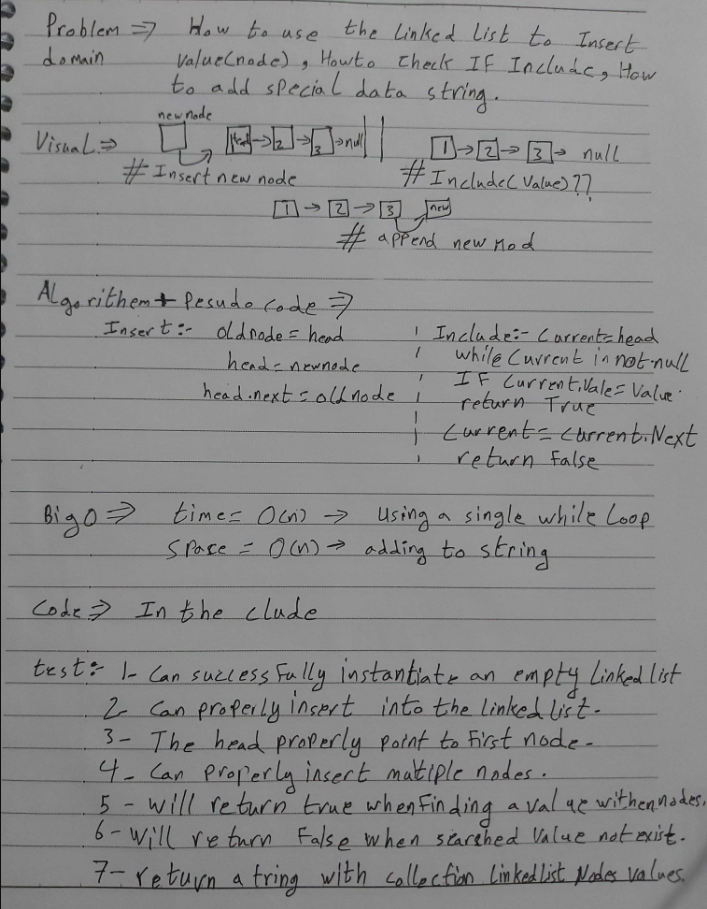 Problem => How to use the Linked List to Insert
domain value(node), How to check IF Include, How
to add special data string.
new node
Visual => Head → 2 → 3 → null 1 → 2 → 3 → null
# Insert new node # Include(value)??
1 → 2 → 3 new
# append new Nod
Algorithem + Pesudo code =>
Insert:- oldnode = head Include:- Current=head
head = newnode while Current in not null
IF Current.Vale = Value.
head.next = oldnode return True
Current = Current.Next
return False
Big O => time = O(n) → Using a single while Loop
Space = O(n) → adding to string
Code => In the clude
test:- 1- Can successfully instantiate an empty Linked list
2- Can properly insert into the linked list.
3- The head properly point to First node.
4- Can properly insert multiple nodes.
5- will return true when Finding a value withen nodes.
6- Will return False when searched Value not exist.
7- return a tring with collection Linkedlist Nodes values.